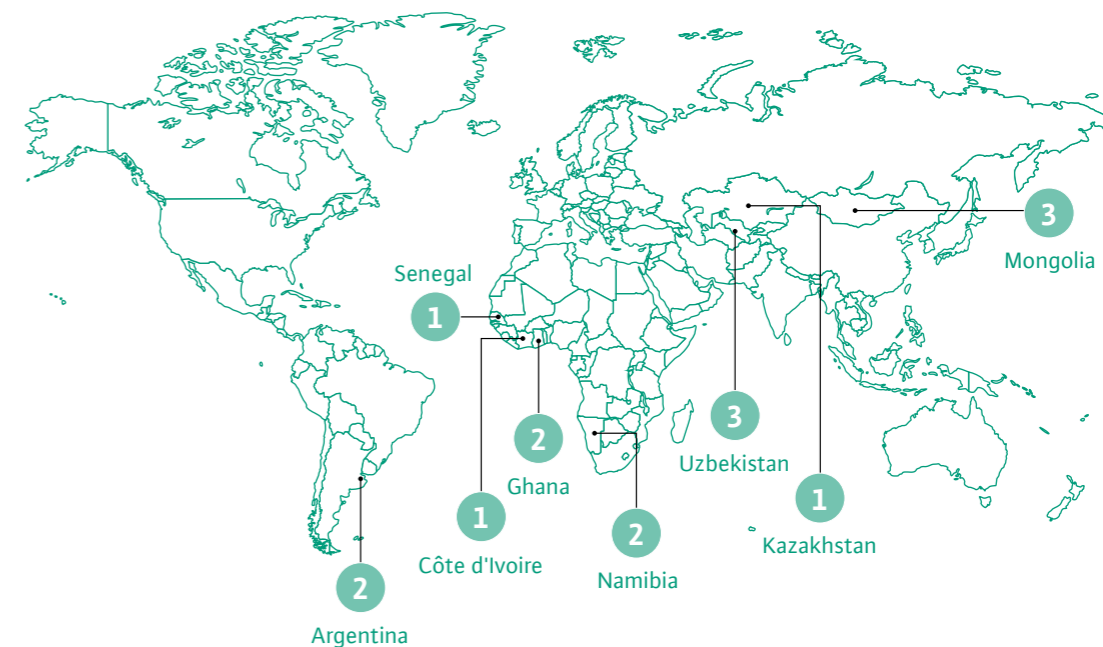 3
Mongolia
Senegal
1
3
Uzbekistan
2
Ghana
1
Kazakhstan
1
Côte d'Ivoire
2
Namibia
2
Argentina